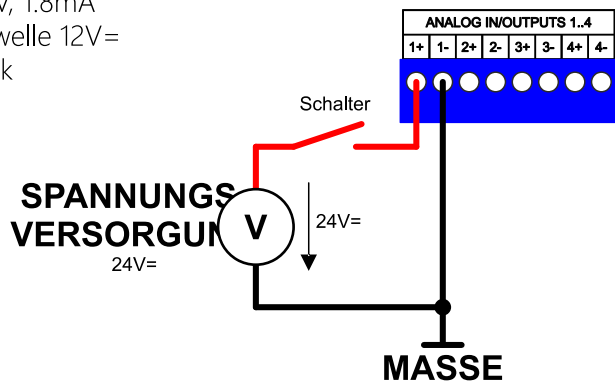 V, 1.8mA
welle 12V=
k
ANALOG IN/OUTPUTS 1..4
1+ 1- 2+ 2- 3+ 3- 4+ 4-
Schalter
SPANNUNGS
VERSORGUN
24V=
V
24V=
MASSE